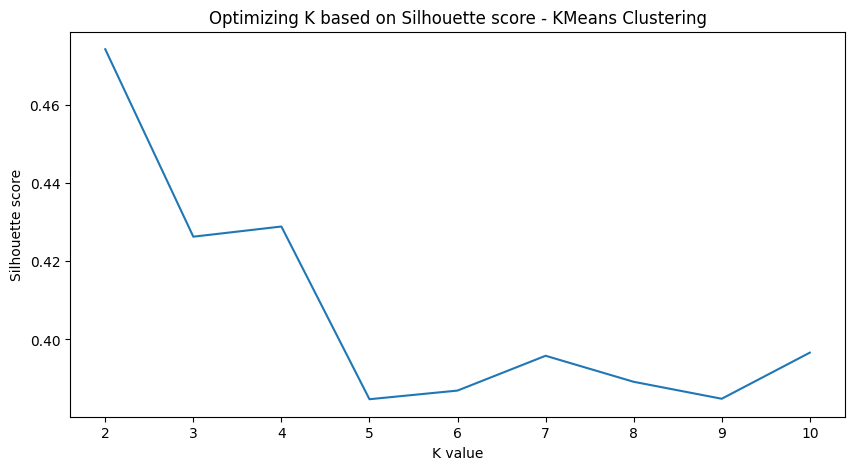 Optimizing K based on Silhouette score - KMeans Clustering
Silhouette score
0.46
0.44
0.42
0.40
2 3 4 5 6 7 8 9 10
K value